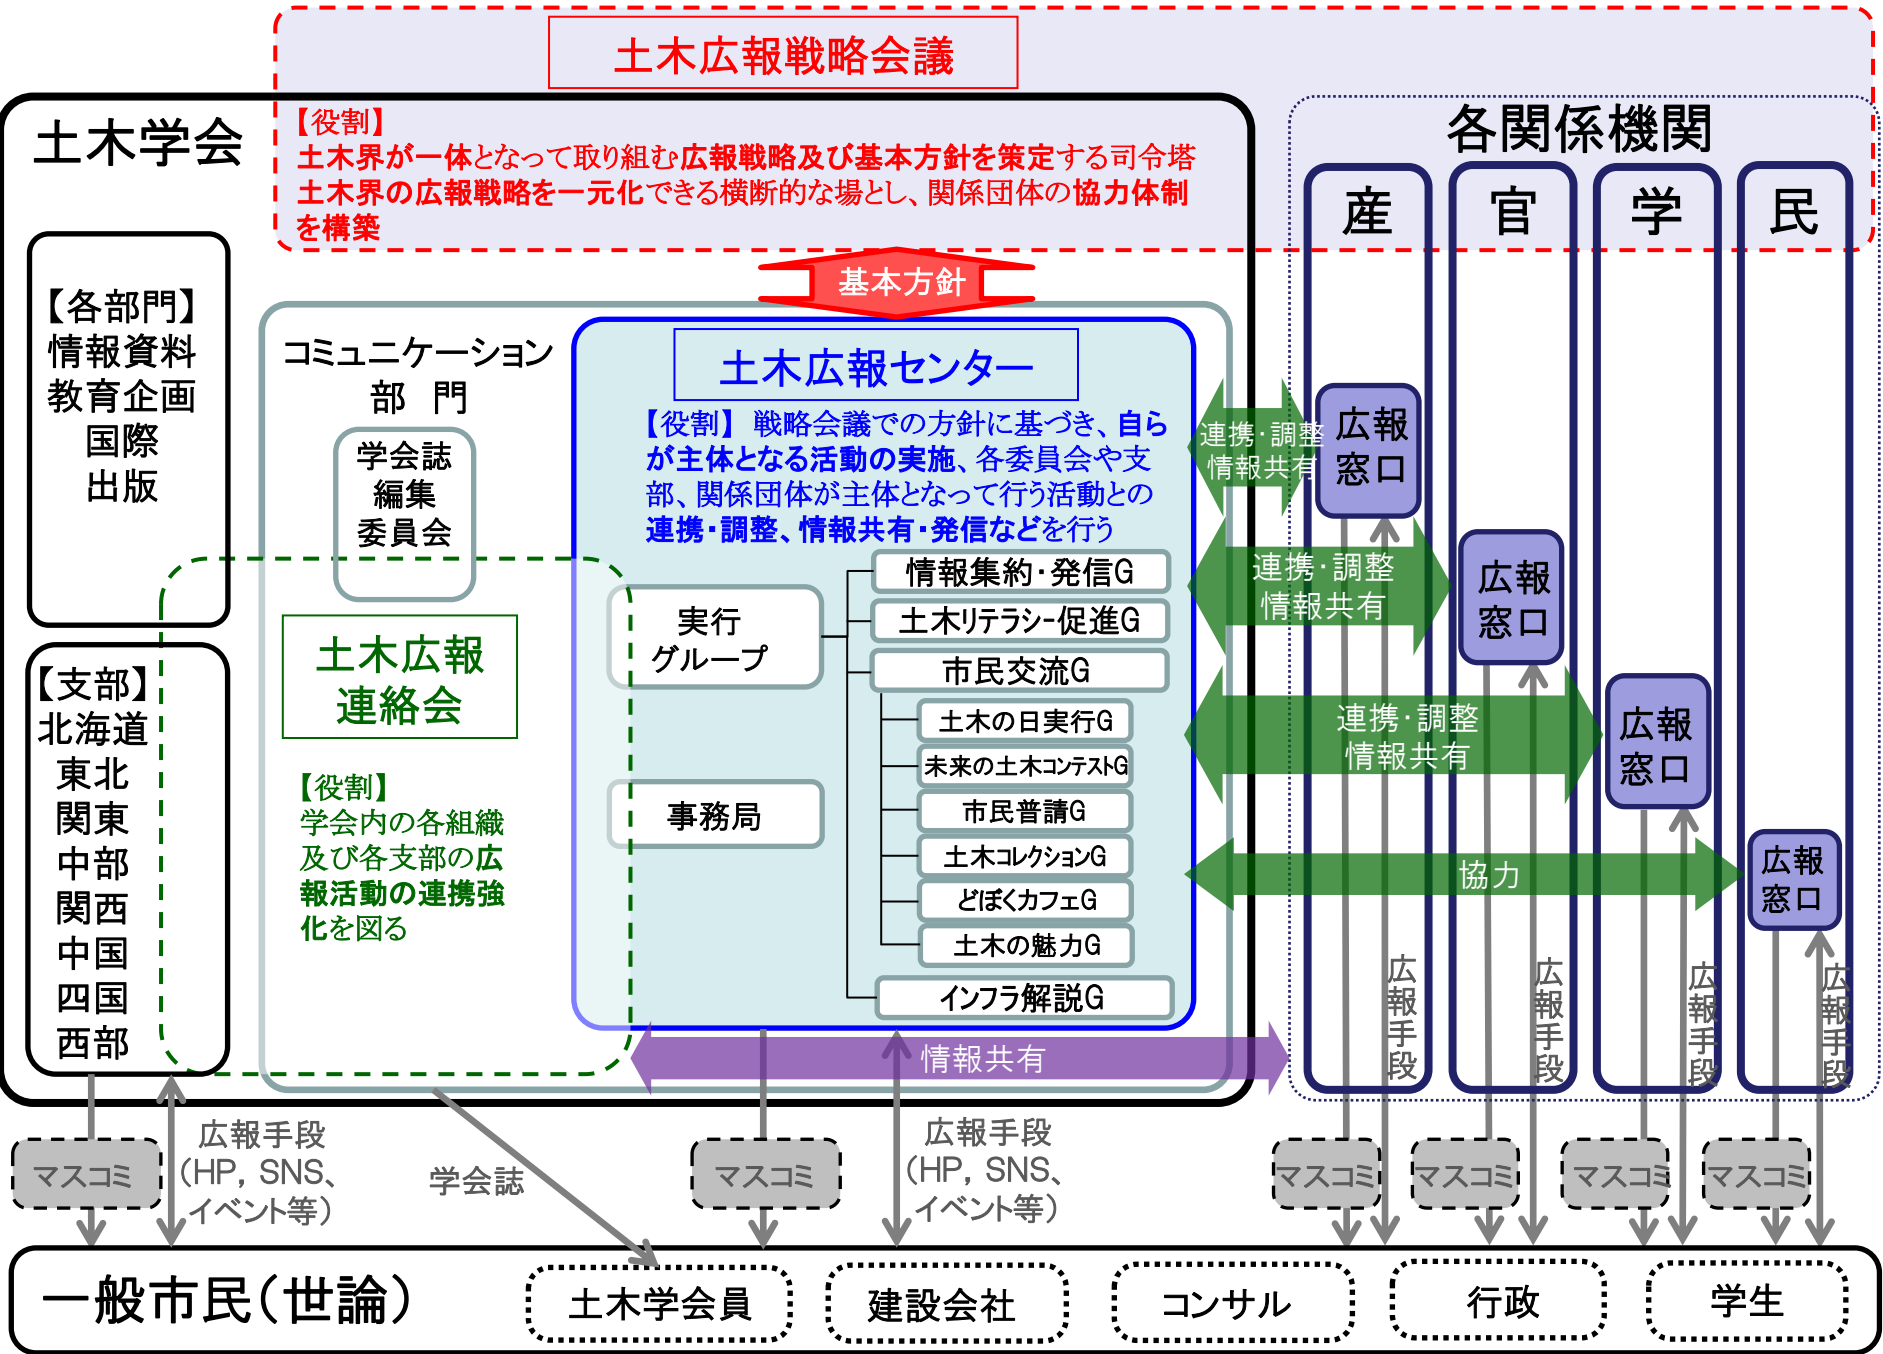 土木広報戦略会議
【役割】
土木界が一体となって取り組む広報戦略及び基本方針を策定する司令塔
土木界の広報戦略を一元化できる横断的な場とし、関係団体の協力体制
を構築
土木学会
各関係機関
産
官
学
民
基本方針
【各部門】
情報資料
教育企画
国際
出版
【支部】
北海道
東北
関東
中部
関西
中国
四国
西部
コミュニケーション
部　門
学会誌
編集
委員会
土木広報
連絡会
【役割】
学会内の各組織
及び各支部の広
報活動の連携強
化を図る
土木広報センター
【役割】 戦略会議での方針に基づき、自ら
が主体となる活動の実施、各委員会や支
部、関係団体が主体となって行う活動との
連携・調整、情報共有・発信などを行う
実行
グループ
事務局
情報集約・発信G
土木リテラシー促進G
市民交流G
土木の日実行G
未来の土木コンテストG
市民普請G
土木コレクションG
どぼくカフェG
土木の魅力G
インフラ解説G
連携・調整
情報共有
連携・調整
情報共有
連携・調整
情報共有
協力
情報共有
広報
窓口
広報
窓口
広報
窓口
広報
窓口
広報手段
広報手段
広報手段
広報手段
マスコミ
広報手段
（HP，SNS、
イベント等）
学会誌
マスコミ
広報手段
（HP，SNS、
イベント等）
マスコミ
マスコミ
マスコミ
マスコミ
一般市民（世論）
土木学会員
建設会社
コンサル
行政
学生